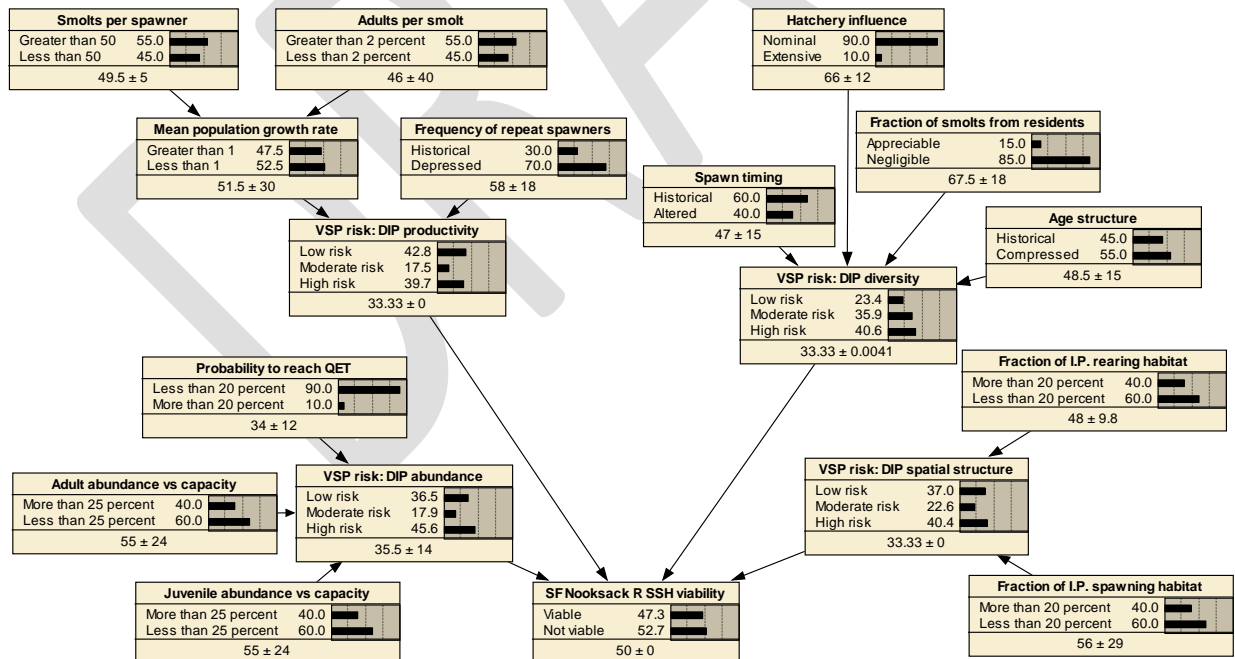 Smolts per spawner
Greater than 50 55.0
Less than 50 45.0
49.5 ± 5
Adults per smolt
Greater than 2 percent 55.0
Less than 2 percent 45.0
46 ± 40
Hatchery influence
Nominal 90.0
Extensive 10.0
66 ± 12
Mean population growth rate
Greater than 1 47.5
Less than 1 52.5
51.5 ± 30
Frequency of repeat spawners
Historical 30.0
Depressed 70.0
58 ± 18
Fraction of smolts from residents
Appreciable 15.0
Negligible 85.0
67.5 ± 18
Spawn timing
Historical 60.0
Altered 40.0
47 ± 15
Age structure
Historical 45.0
Compressed 55.0
48.5 ± 15
VSP risk: DIP productivity
Low risk 42.8
Moderate risk 17.5
High risk 39.7
33.33 ± 0
VSP risk: DIP diversity
Low risk 23.4
Moderate risk 35.9
High risk 40.6
33.33 ± 0.0041
Probability to reach QET
Less than 20 percent 90.0
More than 20 percent 10.0
34 ± 12
Fraction of I.P. rearing habitat
More than 20 percent 40.0
Less than 20 percent 60.0
48 ± 9.8
Adult abundance vs capacity
More than 25 percent 40.0
Less than 25 percent 60.0
55 ± 24
VSP risk: DIP abundance
Low risk 36.5
Moderate risk 17.9
High risk 45.6
35.5 ± 14
VSP risk: DIP spatial structure
Low risk 37.0
Moderate risk 22.6
High risk 40.4
33.33 ± 0
Juvenile abundance vs capacity
More than 25 percent 40.0
Less than 25 percent 60.0
55 ± 24
SF Nooksack R SSH viability
Viable 47.3
Not viable 52.7
50 ± 0
Fraction of I.P. spawning habitat
More than 20 percent 40.0
Less than 20 percent 60.0
56 ± 29